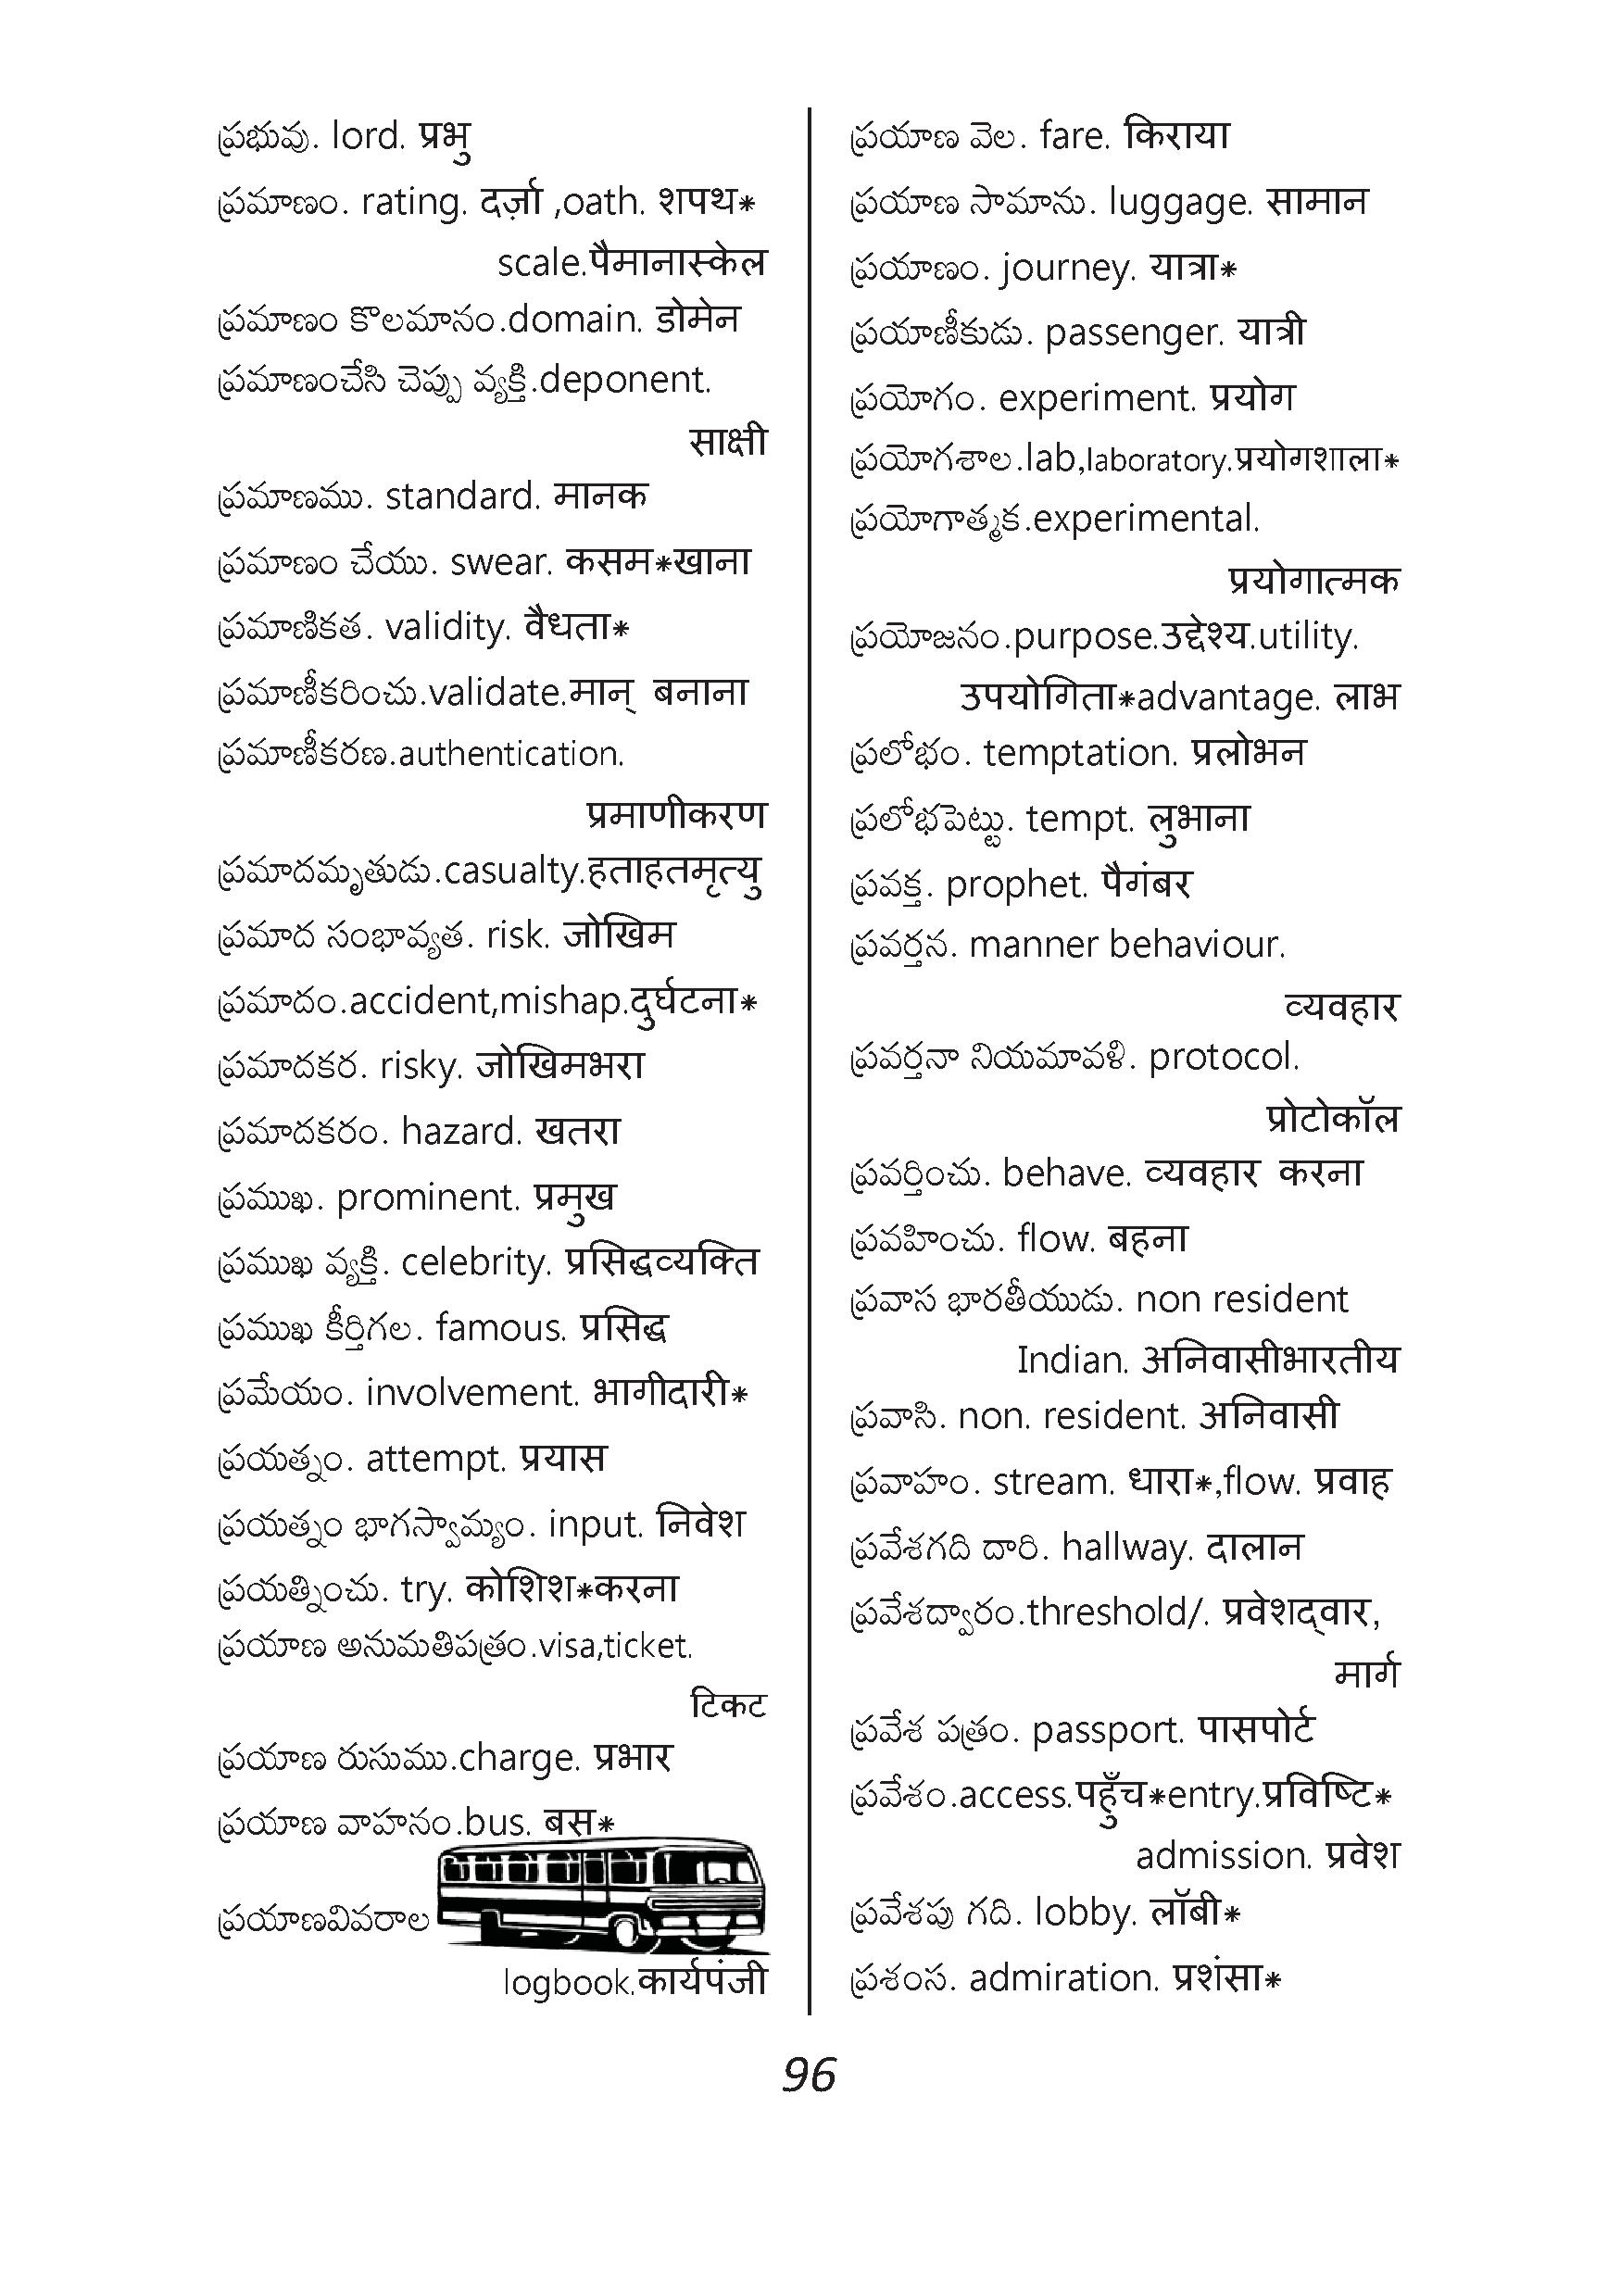 ప్రభువు. lord. प्रभु
ప్రమాణం. rating. दर्ज़ा ,oath. शपथ*
scale.पैमानास्केल
ప్రమాణం కొలమానం.domain. डोमेन
ప్రమాణంచేసి చెప్పు వ్యక్తి.deponent.
साक्षी
ప్రమాణము. standard. मानक
ప్రమాణం చేయు. swear. कसम*खाना
ప్రమాణికత. validity. वैधता*
ప్రమాణీకరించు.validate.मान् बनाना
ప్రమాణీకరణ.authentication.
प्रमाणीकरण
ప్రమాదమృతుడు.casualty.हताहतमृत्यु
ప్రమాద సంభావ్యత. risk. जोखिम
ప్రమాదం.accident,mishap.दुर्घटना*
ప్రమాదకర. risky. जोखिमभरा
ప్రమాదకరం. hazard. खतरा
ప్రముఖ. prominent. प्रमुख
ప్రముఖ వ్యక్తి. celebrity. प्रसिद्धव्यक्ति
ప్రముఖ కీర్తిగల. famous. प्रसिद्ध
ప్రమేయం. involvement. भागीदारी*
ప్రయత్నం. attempt. प्रयास
ప్రయత్నం భాగస్వామ్యం. input. निवेश
ప్రయత్నించు. try. कोशिश*करना
ప్రయాణ అనుమతిపత్రం.visa,ticket.
टिकट
ప్రయాణ రుసుము.charge. प्रभार
ప్రయాణ వాహనం.bus. बस*
ప్రయాణవివరాల
logbook.कार्यपंजी
ప్రయాణ వెల. fare. किराया
ప్రయాణ సామాను. luggage. सामान
ప్రయాణం. journey. यात्रा*
ప్రయాణీకుడు. passenger. यात्री
ప్రయోగం. experiment. प्रयोग
ప్రయోగశాల.lab,laboratory.प्रयोगशाला*
ప్రయోగాత్మక.experimental.
प्रयोगात्मक
ప్రయోజనం.purpose.उद्देश्य.utility.
उपयोगिता*advantage. लाभ
ప్రలోభం. temptation. प्रलोभन
ప్రలోభపెట్టు. tempt. लुभाना
ప్రవక్త. prophet. पैगंबर
ప్రవర్తన. manner behaviour.
व्यवहार
ప్రవర్తనా నియమావళి. protocol.
प्रोटोकॉल
ప్రవర్తించు. behave. व्यवहार करना
ప్రవహించు. flow. बहना
ప్రవాస భారతీయుడు. non resident
Indian. अनिवासीभारतीय
ప్రవాసి. non. resident. अनिवासी
ప్రవాహం. stream. धारा*,flow. प्रवाह
ప్రవేశగది దారి. hallway. दालान
ప్రవేశద్వారం.threshold/. प्रवेशद्‌वार,
मार्ग
ప్రవేశ పత్రం. passport. पासपोर्ट
ప్రవేశం.access.पहुँच*entry.प्रविष्टि*
admission. प्रवेश
ప్రవేశపు గది. lobby. लॉबी*
ప్రశంస. admiration. प्रशंसा*
96